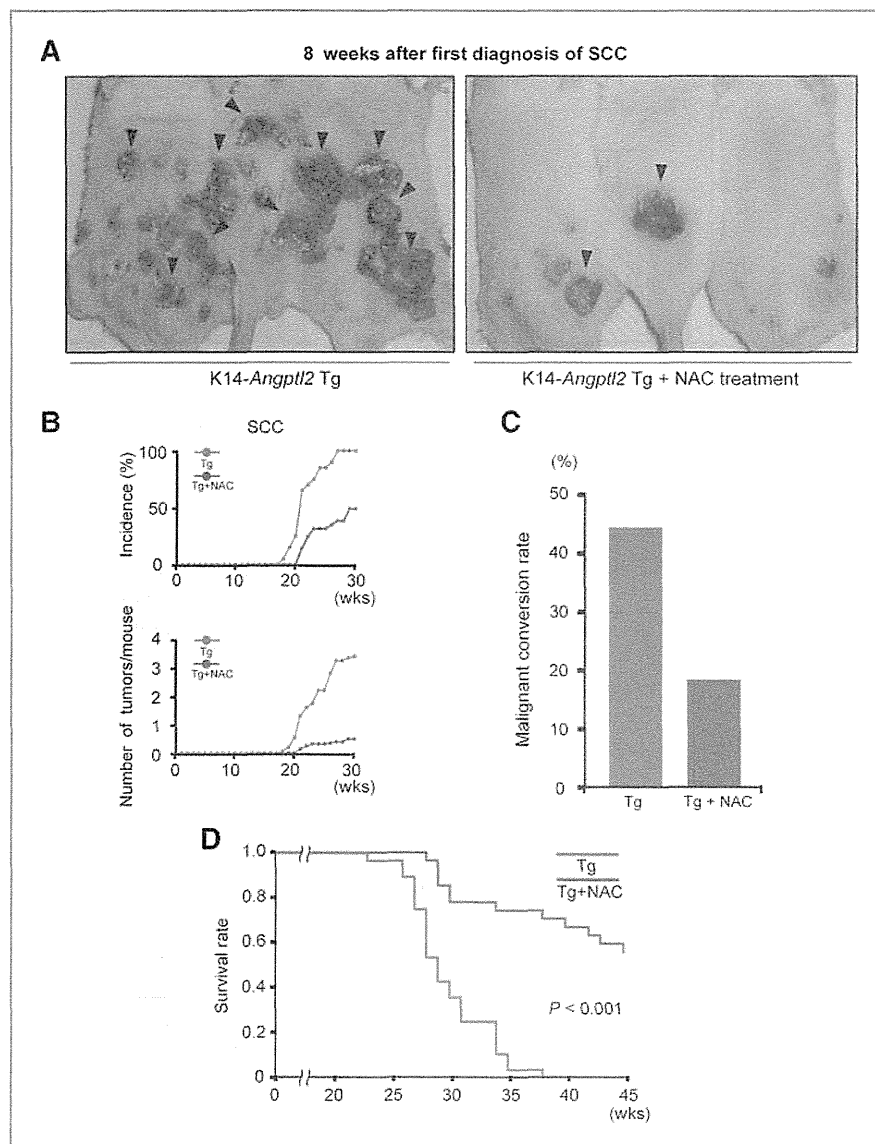 A
8 weeks after first diagnosis of SCC
K14-Angptl2 Tg
K14-Angptl2 Tg + NAC treatment
B
SCC
Incidence (%)
100
50
0
Tg
Tg+NAC
0 10 20 30
(wks)
Number of tumors/mouse
4
3
2
1
0
Tg
Tg+NAC
0 10 20 30
(wks)
C
(%)
Malignant conversion rate
50
40
30
20
10
0
Tg Tg + NAC
D
Survival rate
1.0
0.8
0.6
0.4
0.2
0
Tg
Tg+NAC
P < 0.001
0 20 25 30 35 40 45
(wks)